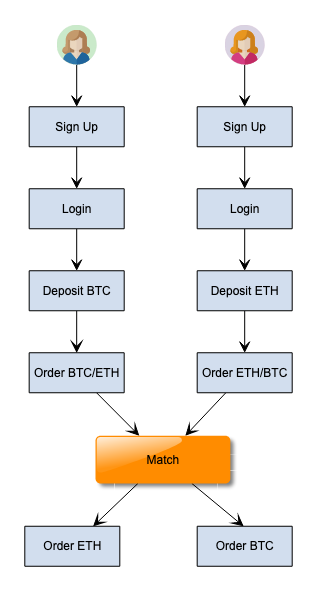 Sign Up
Sign Up
Login
Login
Deposit BTC
Deposit ETH
Order BTC/ETH
Order ETH/BTC
Match
Order ETH
Order BTC